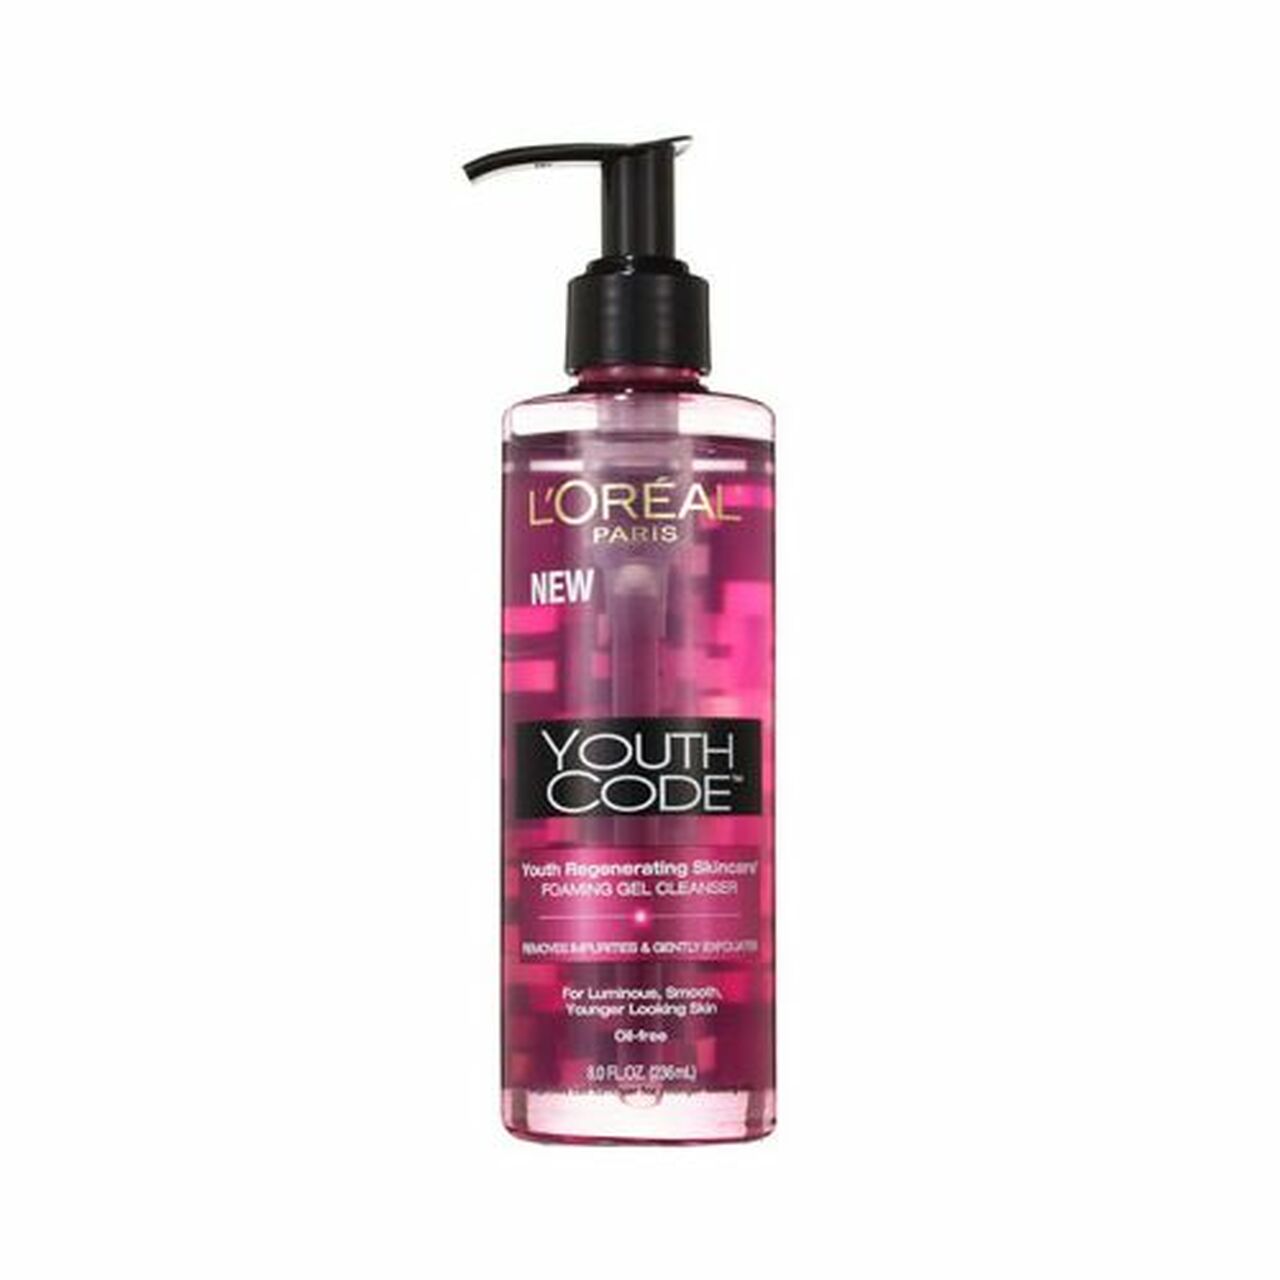 L'ORÉAL
PARIS
NEW
YOUTH
CODE™
Youth Regenerating Skincare
FOAMING GEL CLEANSER
REMOVES IMPURITIES & GENTLY EXFOLIATES
For Luminous, Smooth,
Younger Looking Skin
Oil-free
8.0 FL.OZ. (236mL)